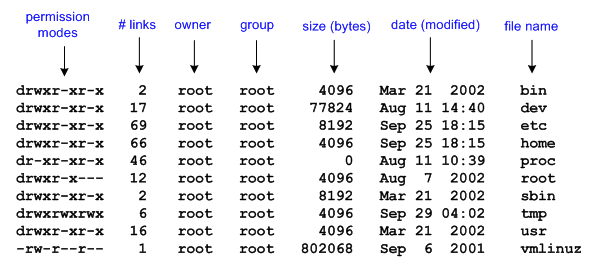 permission modes # links owner group size (bytes) date (modified) file name
drwxr-xr-x 2 root root 4096 Mar 21 2002 bin
drwxr-xr-x 17 root root 77824 Aug 11 14:40 dev
drwxr-xr-x 69 root root 8192 Sep 25 18:15 etc
drwxr-xr-x 66 root root 4096 Sep 25 18:15 home
dr-xr-xr-x 46 root root 0 Aug 11 10:39 proc
drwxr-x--- 12 root root 4096 Aug 7 2002 root
drwxr-xr-x 2 root root 8192 Mar 21 2002 sbin
drwxrwxrwx 6 root root 4096 Sep 29 04:02 tmp
drwxr-xr-x 16 root root 4096 Mar 21 2002 usr
-rw-r--r-- 1 root root 802068 Sep 6 2001 vmlinuz